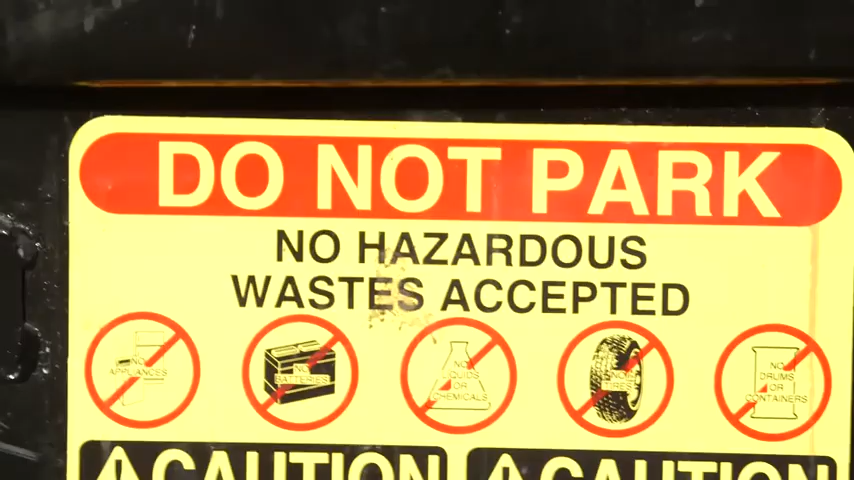 DO NOT PARK
NO HAZARDOUS
WASTES ACCEPTED
NO
APPLIANCES
NO
BATTERIES
NO
LIQUIDS
OR
CHEMICALS
NO
TIRES
NO
DRUMS
OR
CONTAINERS
CAUTION
CAUTION